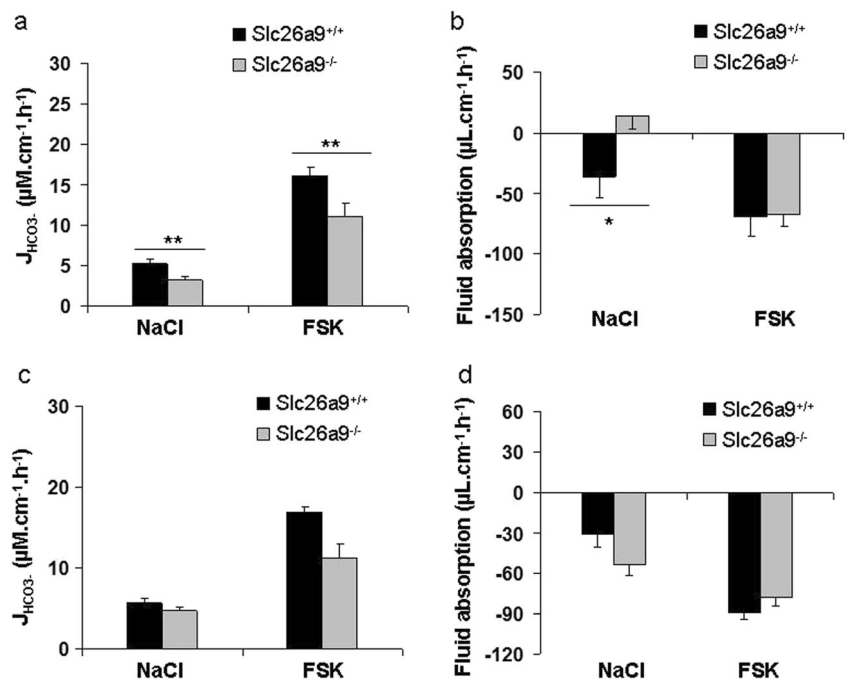 a
Slc26a9+/+
Slc26a9-/-
JHCO3- (µM.cm-1.h-1)
30
25
20
15
10
5
0
**
**
NaCl
FSK
b
Slc26a9+/+
Slc26a9-/-
Fluid absorption (µL.cm-1.h-1)
50
0
-50
-100
-150
*
NaCl
FSK
c
Slc26a9+/+
Slc26a9-/-
JHCO3- (µM.cm-1.h-1)
30
20
10
0
NaCl
FSK
d
Slc26a9+/+
Slc26a9-/-
Fluid absorption (µL.cm-1.h-1)
60
30
0
-30
-60
-90
-120
NaCl
FSK